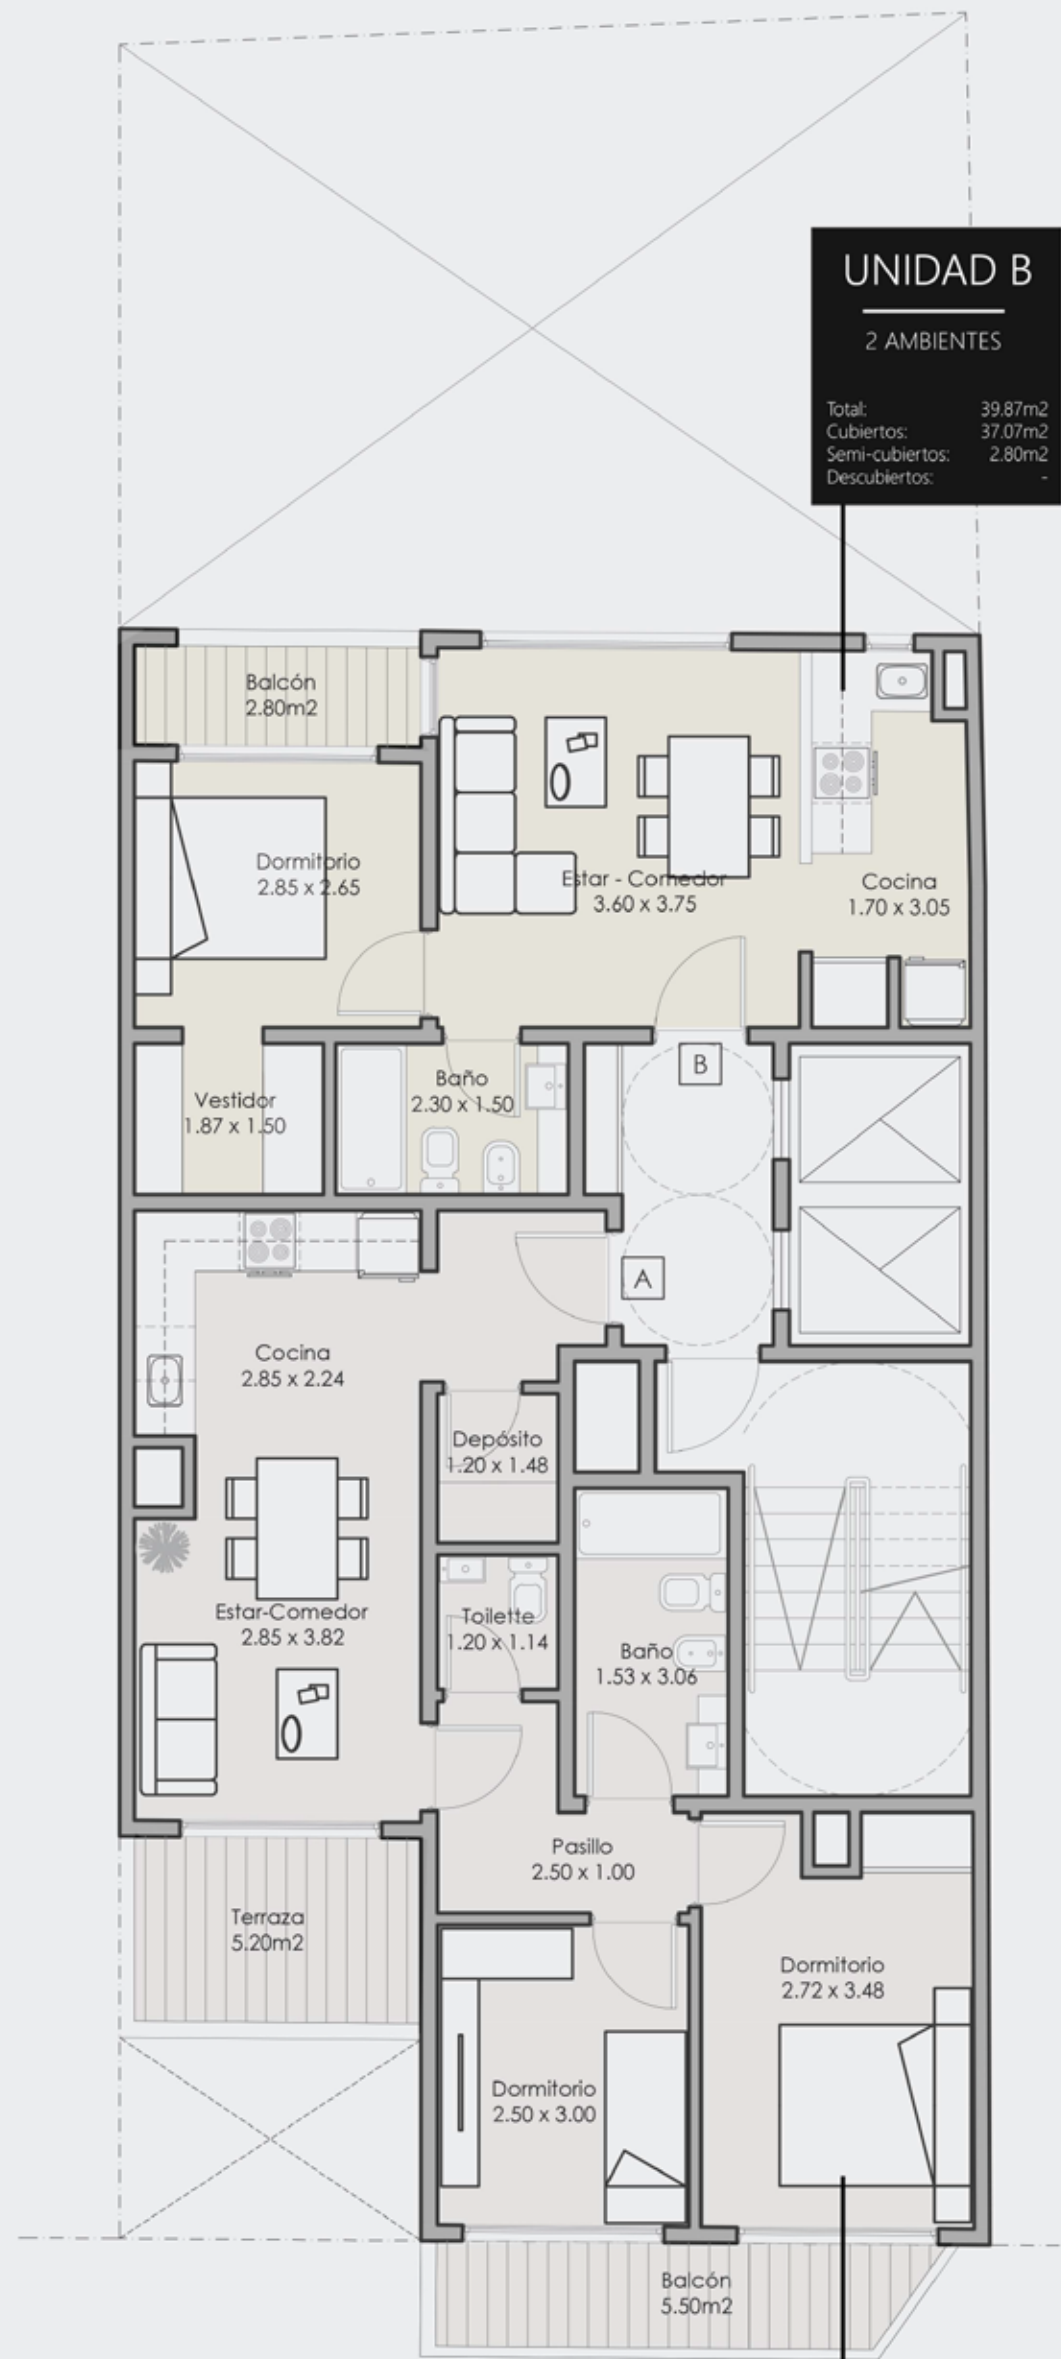 UNIDAD B
2 AMBIENTES
Total: 39.87m2
Cubiertos: 37.07m2
Semi-cubiertos: 2.80m2
Descubiertos: -
Balcón
2.80m2
Dormitorio
2.85 x 2.65
Estar - Comedor
3.60 x 3.75
Cocina
1.70 x 3.05
Vestidor
1.87 x 1.50
Baño
2.30 x 1.50
B
A
Cocina
2.85 x 2.24
Depósito
1.20 x 1.48
Estar-Comedor
2.85 x 3.82
Toilette
1.20 x 1.14
Baño
1.53 x 3.06
Pasillo
2.50 x 1.00
Terraza
5.20m2
Dormitorio
2.72 x 3.48
Dormitorio
2.50 x 3.00
Balcón
5.50m2